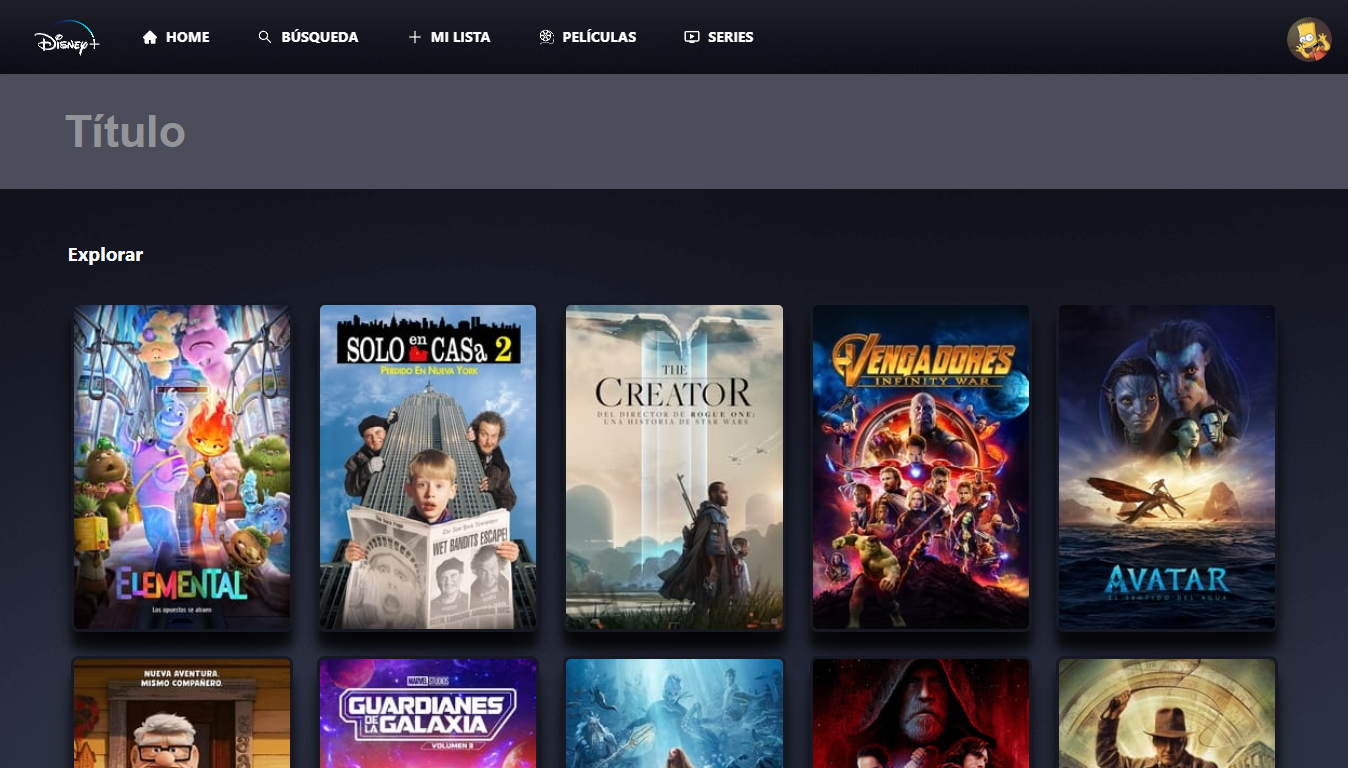 Disney+
HOME
BÚSQUEDA
MI LISTA
PELÍCULAS
SERIES
Título
Explorar
ELEMENTAL
Los opuestos se atraen
SOLO en CASa 2
PERDIDO EN NUEVA YORK
WET BANDITS ESCAPE!
THE
CREATOR
DEL DIRECTOR DE ROGUE ONE:
UNA HISTORIA DE STAR WARS
VENGADORES
INFINITY WAR
AVATAR
EL SENTIDO DEL AGUA
NUEVA AVENTURA.
MISMO COMPAÑERO.
MARVEL STUDIOS
GUARDIANES
DE LA GALAXIA
VOLUMEN 3